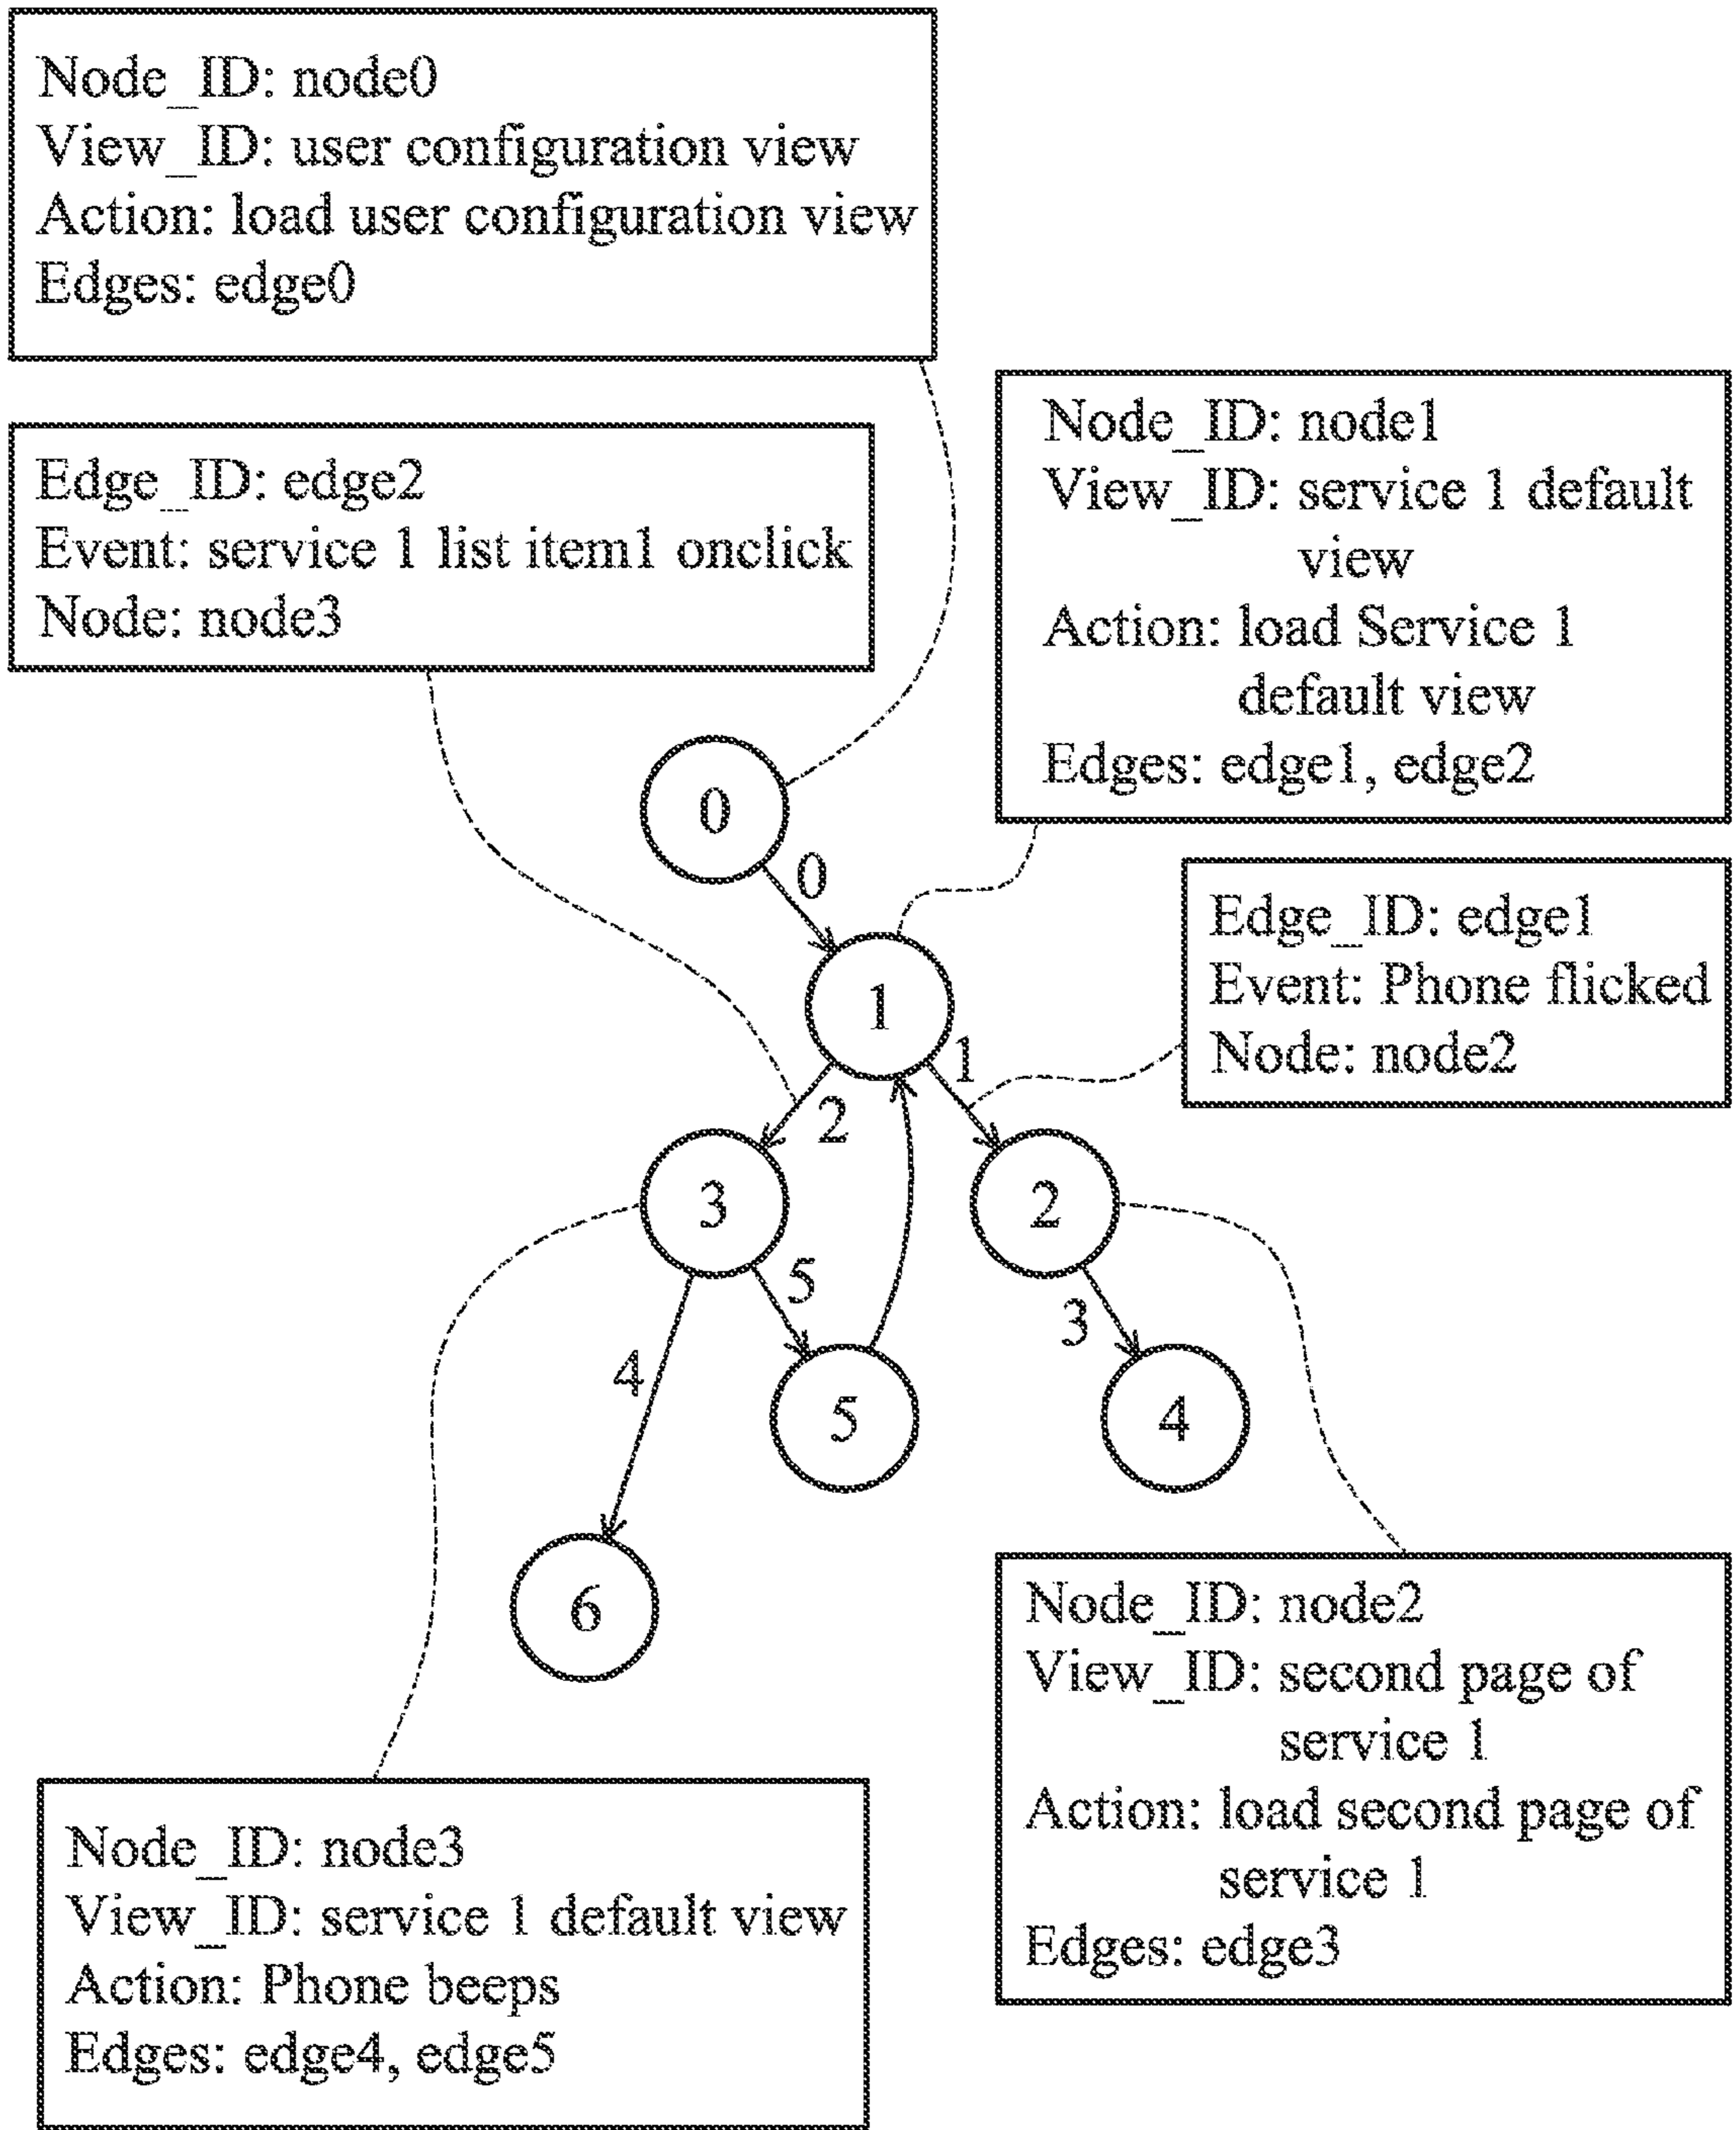 Node_ID: node0
View_ID: user configuration view
Action: load user configuration view
Edges: edge0
Edge_ID: edge2
Event: service 1 list item1 onclick
Node: node3
Node_ID: node1
View_ID: service 1 default
view
Action: load Service 1
default view
Edges: edge1, edge2
0
0
Edge_ID: edge1
Event: Phone flicked
Node: node2
1
1
2
3
2
5
3
4
5
4
6
Node_ID: node2
View_ID: second page of
service 1
Action: load second page of
service 1
Edges: edge3
Node_ID: node3
View_ID: service 1 default view
Action: Phone beeps
Edges: edge4, edge5